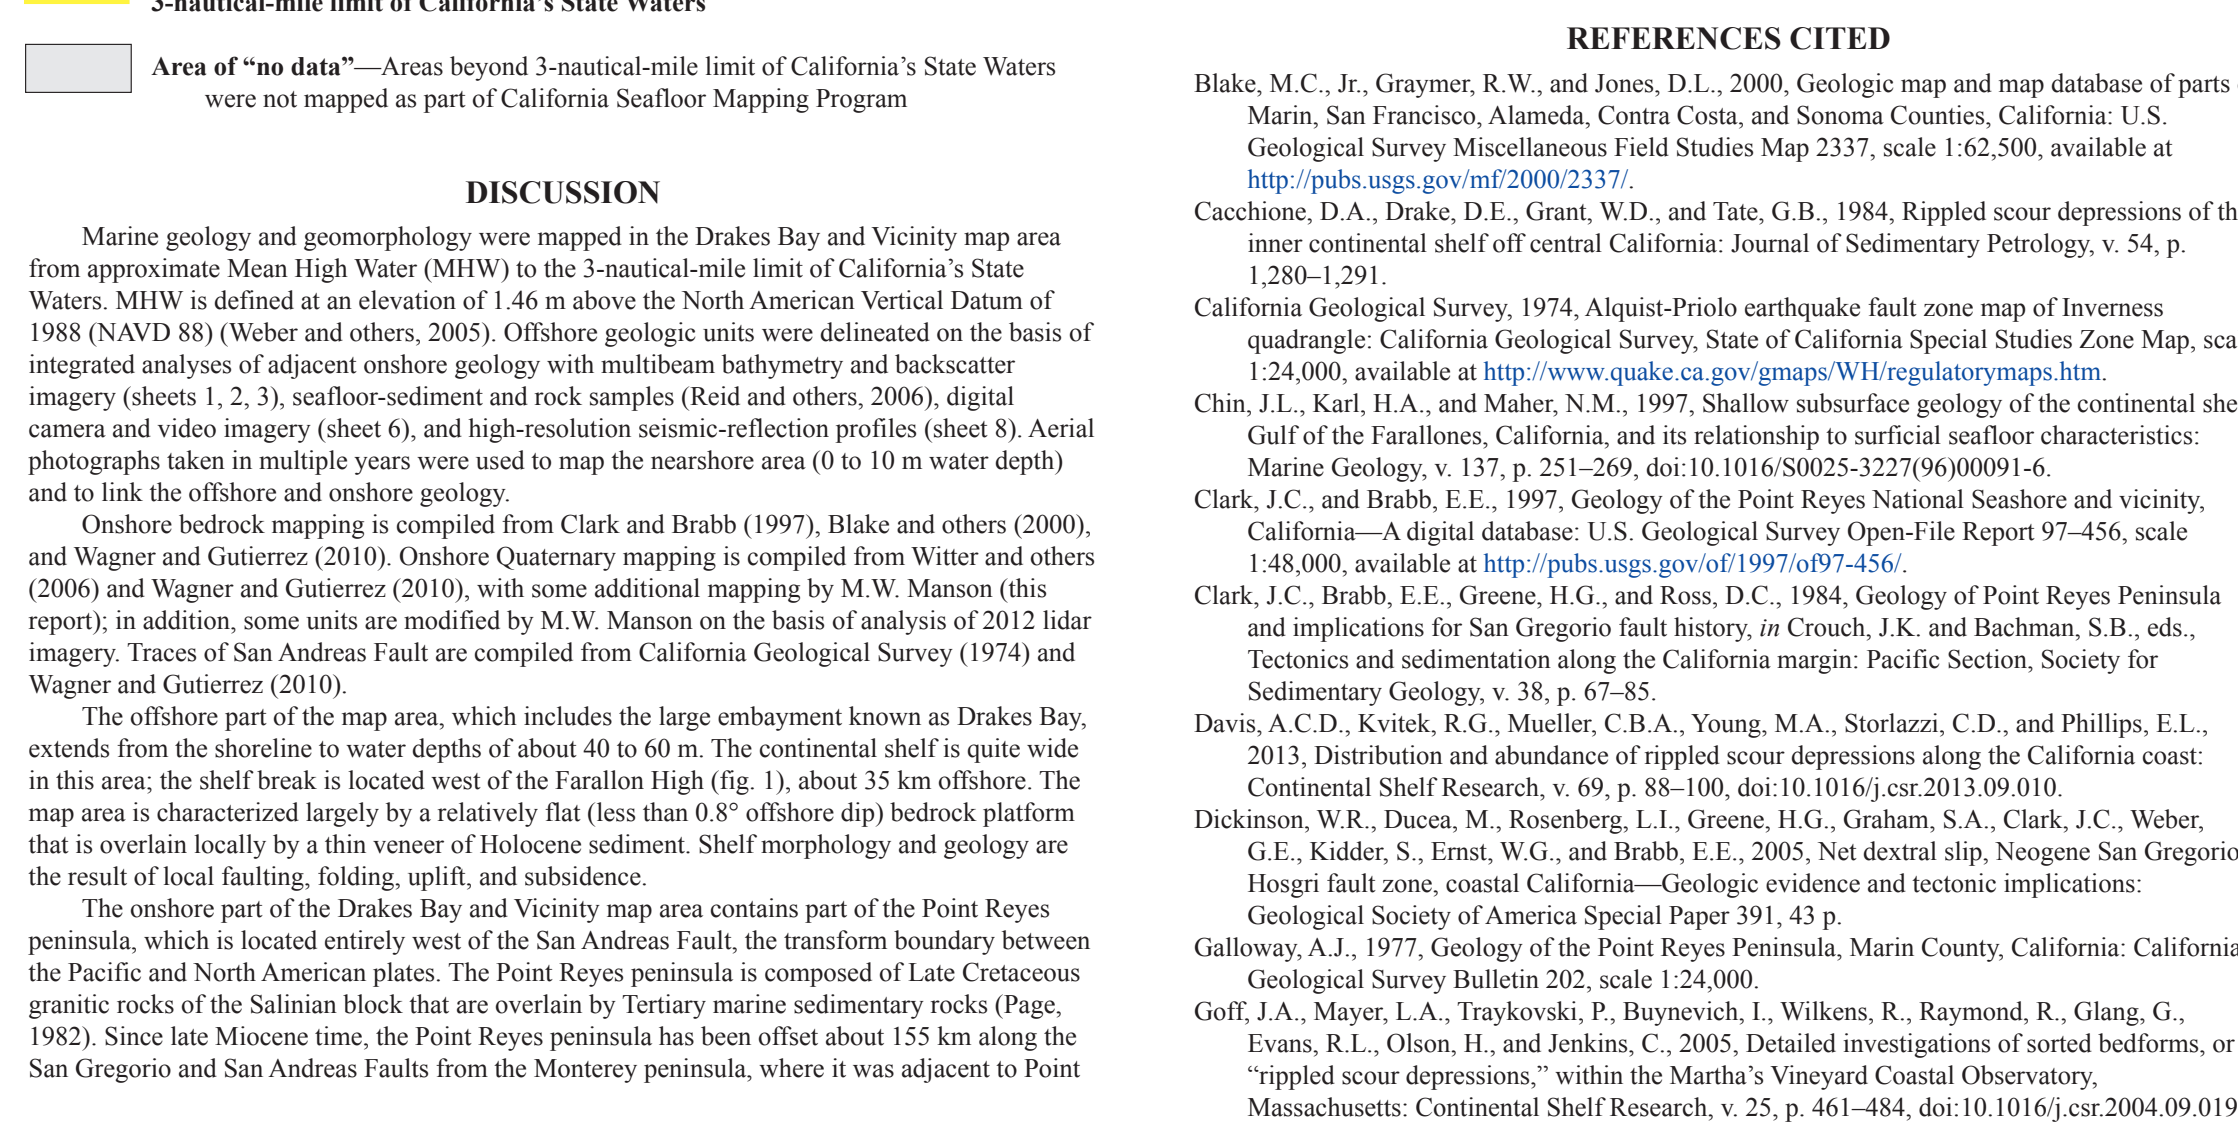 3-nautical-mile limit of California’s State Waters
Area of “no data”—Areas beyond 3-nautical-mile limit of California’s State Waters
were not mapped as part of California Seafloor Mapping Program
DISCUSSION
Marine geology and geomorphology were mapped in the Drakes Bay and Vicinity map area
from approximate Mean High Water (MHW) to the 3-nautical-mile limit of California’s State
Waters. MHW is defined at an elevation of 1.46 m above the North American Vertical Datum of
1988 (NAVD 88) (Weber and others, 2005). Offshore geologic units were delineated on the basis of
integrated analyses of adjacent onshore geology with multibeam bathymetry and backscatter
imagery (sheets 1, 2, 3), seafloor-sediment and rock samples (Reid and others, 2006), digital
camera and video imagery (sheet 6), and high-resolution seismic-reflection profiles (sheet 8). Aerial
photographs taken in multiple years were used to map the nearshore area (0 to 10 m water depth)
and to link the offshore and onshore geology.
Onshore bedrock mapping is compiled from Clark and Brabb (1997), Blake and others (2000),
and Wagner and Gutierrez (2010). Onshore Quaternary mapping is compiled from Witter and others
(2006) and Wagner and Gutierrez (2010), with some additional mapping by M.W. Manson (this
report); in addition, some units are modified by M.W. Manson on the basis of analysis of 2012 lidar
imagery. Traces of San Andreas Fault are compiled from California Geological Survey (1974) and
Wagner and Gutierrez (2010).
The offshore part of the map area, which includes the large embayment known as Drakes Bay,
extends from the shoreline to water depths of about 40 to 60 m. The continental shelf is quite wide
in this area; the shelf break is located west of the Farallon High (fig. 1), about 35 km offshore. The
map area is characterized largely by a relatively flat (less than 0.8° offshore dip) bedrock platform
that is overlain locally by a thin veneer of Holocene sediment. Shelf morphology and geology are
the result of local faulting, folding, uplift, and subsidence.
The onshore part of the Drakes Bay and Vicinity map area contains part of the Point Reyes
peninsula, which is located entirely west of the San Andreas Fault, the transform boundary between
the Pacific and North American plates. The Point Reyes peninsula is composed of Late Cretaceous
granitic rocks of the Salinian block that are overlain by Tertiary marine sedimentary rocks (Page,
1982). Since late Miocene time, the Point Reyes peninsula has been offset about 155 km along the
San Gregorio and San Andreas Faults from the Monterey peninsula, where it was adjacent to Point
REFERENCES CITED
Blake, M.C., Jr., Graymer, R.W., and Jones, D.L., 2000, Geologic map and map database of parts
Marin, San Francisco, Alameda, Contra Costa, and Sonoma Counties, California: U.S.
Geological Survey Miscellaneous Field Studies Map 2337, scale 1:62,500, available at
http://pubs.usgs.gov/mf/2000/2337/.
Cacchione, D.A., Drake, D.E., Grant, W.D., and Tate, G.B., 1984, Rippled scour depressions of th
inner continental shelf off central California: Journal of Sedimentary Petrology, v. 54, p.
1,280–1,291.
California Geological Survey, 1974, Alquist-Priolo earthquake fault zone map of Inverness
quadrangle: California Geological Survey, State of California Special Studies Zone Map, sca
1:24,000, available at http://www.quake.ca.gov/gmaps/WH/regulatorymaps.htm.
Chin, J.L., Karl, H.A., and Maher, N.M., 1997, Shallow subsurface geology of the continental she
Gulf of the Farallones, California, and its relationship to surficial seafloor characteristics:
Marine Geology, v. 137, p. 251–269, doi:10.1016/S0025-3227(96)00091-6.
Clark, J.C., and Brabb, E.E., 1997, Geology of the Point Reyes National Seashore and vicinity,
California—A digital database: U.S. Geological Survey Open-File Report 97–456, scale
1:48,000, available at http://pubs.usgs.gov/of/1997/of97-456/.
Clark, J.C., Brabb, E.E., Greene, H.G., and Ross, D.C., 1984, Geology of Point Reyes Peninsula
and implications for San Gregorio fault history, in Crouch, J.K. and Bachman, S.B., eds.,
Tectonics and sedimentation along the California margin: Pacific Section, Society for
Sedimentary Geology, v. 38, p. 67–85.
Davis, A.C.D., Kvitek, R.G., Mueller, C.B.A., Young, M.A., Storlazzi, C.D., and Phillips, E.L.,
2013, Distribution and abundance of rippled scour depressions along the California coast:
Continental Shelf Research, v. 69, p. 88–100, doi:10.1016/j.csr.2013.09.010.
Dickinson, W.R., Ducea, M., Rosenberg, L.I., Greene, H.G., Graham, S.A., Clark, J.C., Weber,
G.E., Kidder, S., Ernst, W.G., and Brabb, E.E., 2005, Net dextral slip, Neogene San Gregorio
Hosgri fault zone, coastal California—Geologic evidence and tectonic implications:
Geological Society of America Special Paper 391, 43 p.
Galloway, A.J., 1977, Geology of the Point Reyes Peninsula, Marin County, California: California
Geological Survey Bulletin 202, scale 1:24,000.
Goff, J.A., Mayer, L.A., Traykovski, P., Buynevich, I., Wilkens, R., Raymond, R., Glang, G.,
Evans, R.L., Olson, H., and Jenkins, C., 2005, Detailed investigations of sorted bedforms, or
“rippled scour depressions,” within the Martha’s Vineyard Coastal Observatory,
Massachusetts: Continental Shelf Research, v. 25, p. 461–484, doi:10.1016/j.csr.2004.09.019